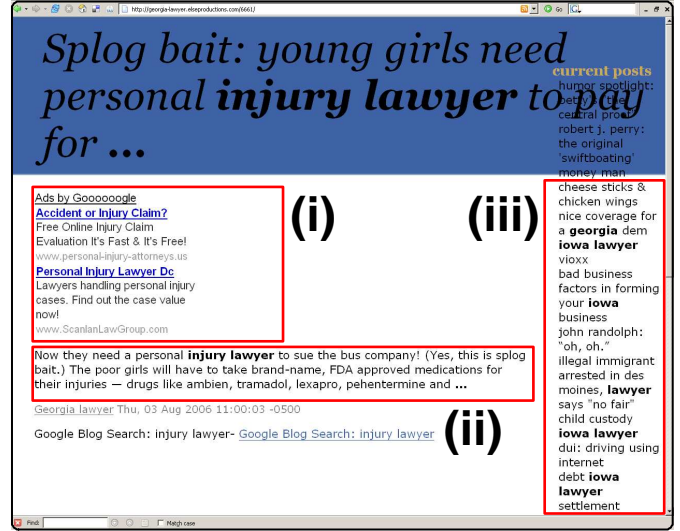 http://georgia-lawyer.elseproductions.com/6661/
Go
Splog bait: young girls need
personal injury lawyer to pay
for ...
current posts
humor spotlight:
betty's "the
central proof"
robert j. perry:
the original
'swiftboating'
money man
cheese sticks &
chicken wings
nice coverage for
a georgia dem
iowa lawyer
vioxx
bad business
factors in forming
your iowa
business
john randolph:
"oh, oh."
illegal immigrant
arrested in des
moines, lawyer
says "no fair"
child custody
iowa lawyer
dui: driving using
internet
debt iowa
lawyer
settlement
(i)
(iii)
Ads by Goooooogle
Accident or Injury Claim?
Free Online Injury Claim
Evaluation It's Fast & It's Free!
www.personal-injury-attorneys.us
Personal Injury Lawyer Dc
Lawyers handling personal injury
cases. Find out the case value
now!
www.ScanlanLawGroup.com
Now they need a personal injury lawyer to sue the bus company! (Yes, this is splog
bait.) The poor girls will have to take brand-name, FDA approved medications for
their injuries — drugs like ambien, tramadol, lexapro, pehentermine and ...
Georgia lawyer Thu, 03 Aug 2006 11:00:03 -0500
(ii)
Google Blog Search: injury lawyer- Google Blog Search: injury lawyer
Find:
Match case